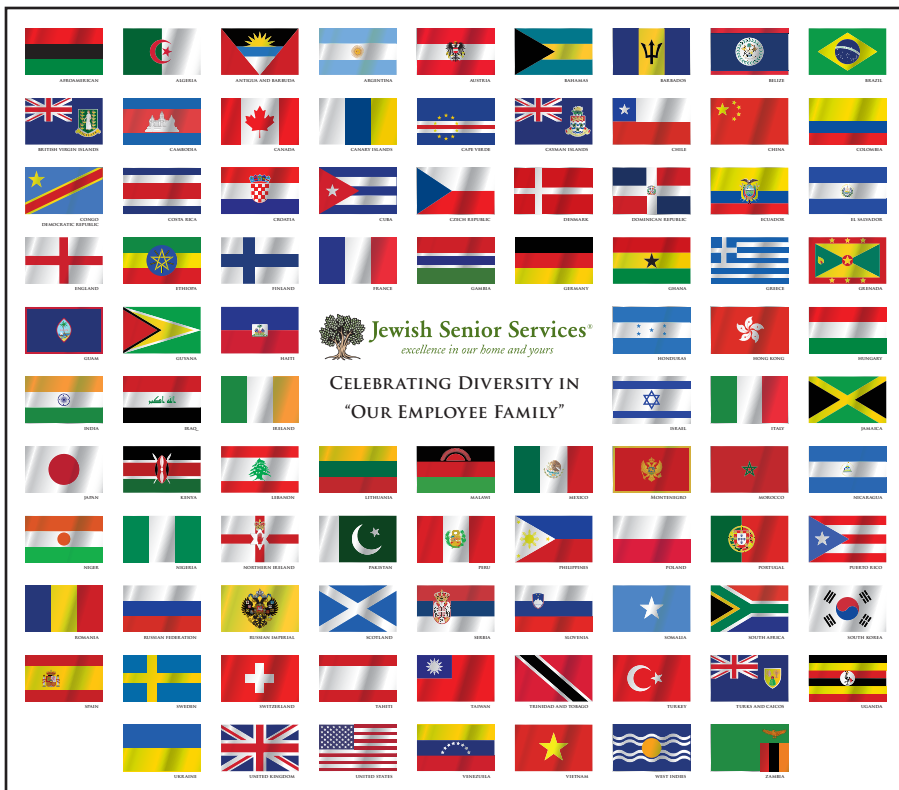 AFROAMERICAN
ALGERIA
ANTIGUA AND BARBUDA
ARGENTINA
AUSTRIA
BAHAMAS
BARBADOS
BELIZE
BRAZIL
BRITISH VIRGIN ISLANDS
CAMBODIA
CANADA
CANARY ISLANDS
CAPE VERDE
CAYMAN ISLANDS
CHILE
CHINA
COLOMBIA
CONGO
DEMOCRATIC REPUBLIC
COSTA RICA
CROATIA
CUBA
CZECH REPUBLIC
DENMARK
DOMINICAN REPUBLIC
ECUADOR
EL SALVADOR
ENGLAND
ETHIOPA
FINLAND
FRANCE
GAMBIA
GERMANY
GHANA
GREECE
GRENADA
GUAM
GUYANA
HAITI
Jewish Senior Services®
excellence in our home and yours
CELEBRATING DIVERSITY IN
“OUR EMPLOYEE FAMILY”
HONDURAS
HONG KONG
HUNGARY
INDIA
IRAQ
IRELAND
ISRAEL
ITALY
JAMAICA
JAPAN
KENYA
LEBANON
LITHUANIA
MALAWI
MEXICO
MONTENEGRO
MOROCCO
NICARAGUA
NIGER
NIGERIA
NORTHERN IRELAND
PAKISTAN
PERU
PHILIPPINES
POLAND
PORTUGAL
PUERTO RICO
ROMANIA
RUSSIAN FEDERATION
RUSSIAN IMPERIAL
SCOTLAND
SERBIA
SLOVENIA
SOMALIA
SOUTH AFRICA
SOUTH KOREA
SPAIN
SWEDEN
SWITZERLAND
TAHITI
TAIWAN
TRINIDAD AND TOBAGO
TURKEY
TURKS AND CAICOS
UGANDA
UKRAINE
UNITED KINGDOM
UNITED STATES
VENEZUILA
VIETNAM
WEST INDIES
ZAMBIA